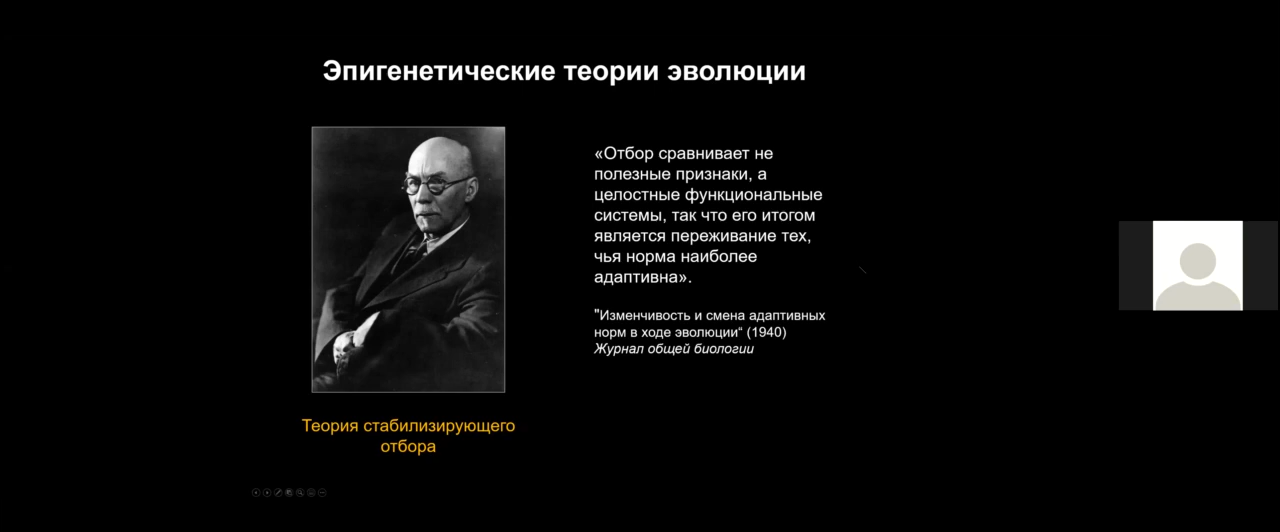 Эпигенетические теории эволюции
«Отбор сравнивает не
полезные признаки, а
целостные функциональные
системы, так что его итогом
является переживание тех,
чья норма наиболее
адаптивна».
"Изменчивость и смена адаптивных
норм в ходе эволюции“ (1940)
Журнал общей биологии
Теория стабилизирующего
отбора